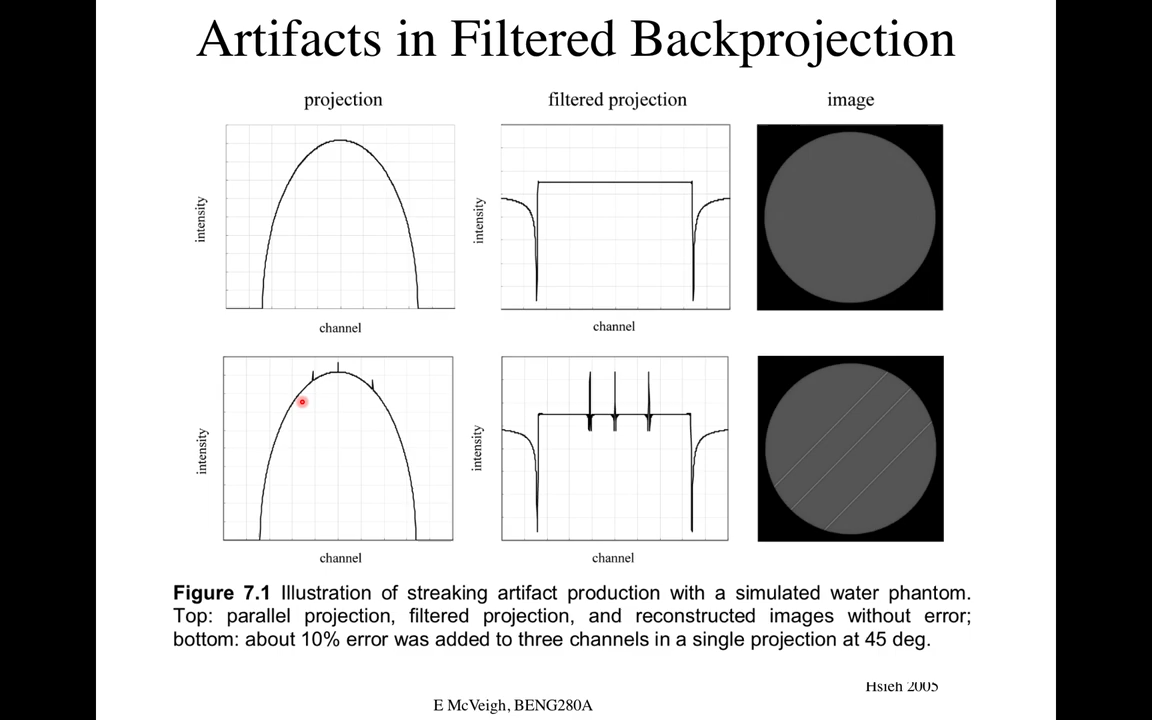 Artifacts in Filtered Backprojection
projection
filtered projection
image
intensity
intensity
channel
channel
intensity
intensity
channel
channel
Figure 7.1 Illustration of streaking artifact production with a simulated water phantom.
Top: parallel projection, filtered projection, and reconstructed images without error;
bottom: about 10% error was added to three channels in a single projection at 45 deg.
Hsieh 2005
E McVeigh, BENG280A